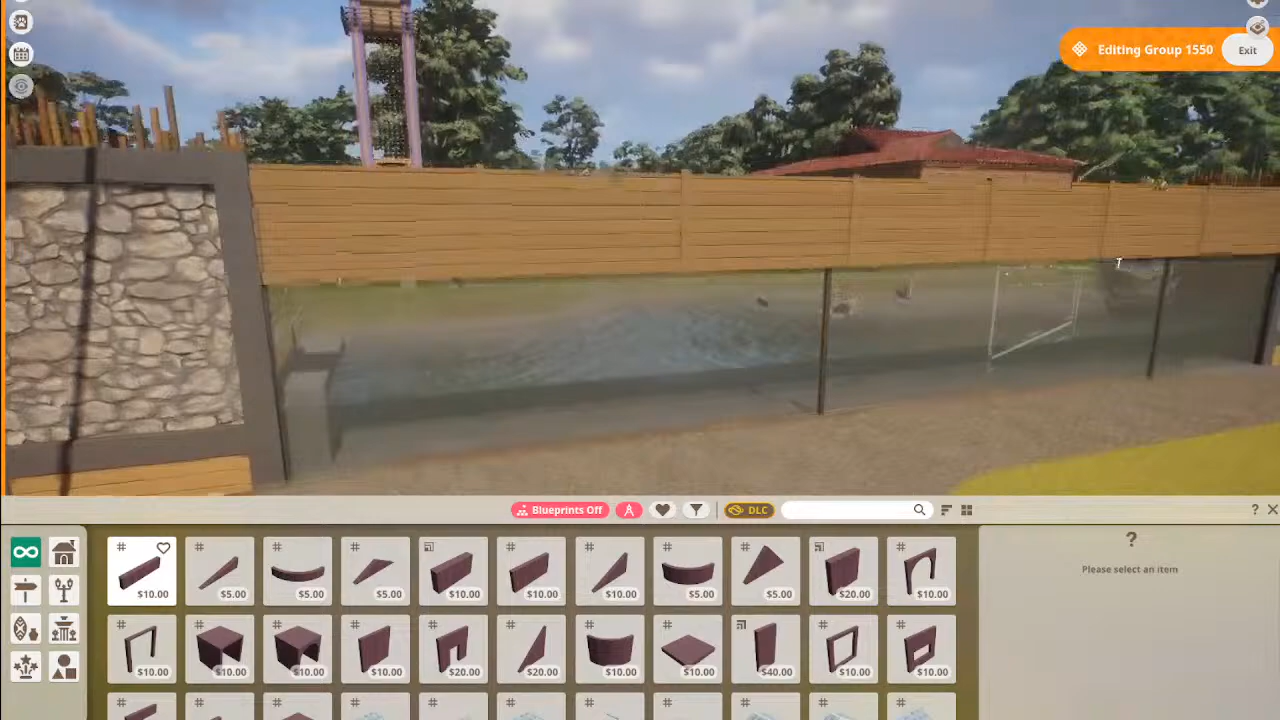 Editing Group 1550
Exit
Blueprints Off
DLC
?
$10.00 $5.00 $5.00 $5.00 $10.00 $10.00 $10.00 $5.00 $5.00 $20.00 $10.00
Please select an item
$10.00 $10.00 $10.00 $10.00 $20.00 $20.00 $10.00 $10.00 $40.00 $10.00 $10.00